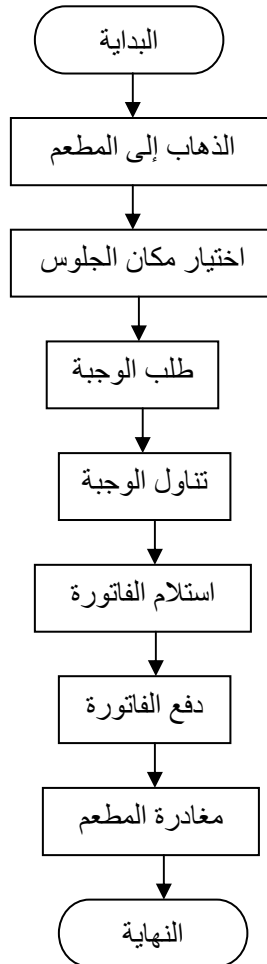 البداية
الذهاب إلى المطعم
اختيار مكان الجلوس
طلب الوجبة
تناول الوجبة
استلام الفاتورة
دفع الفاتورة
مغادرة المطعم
النهاية